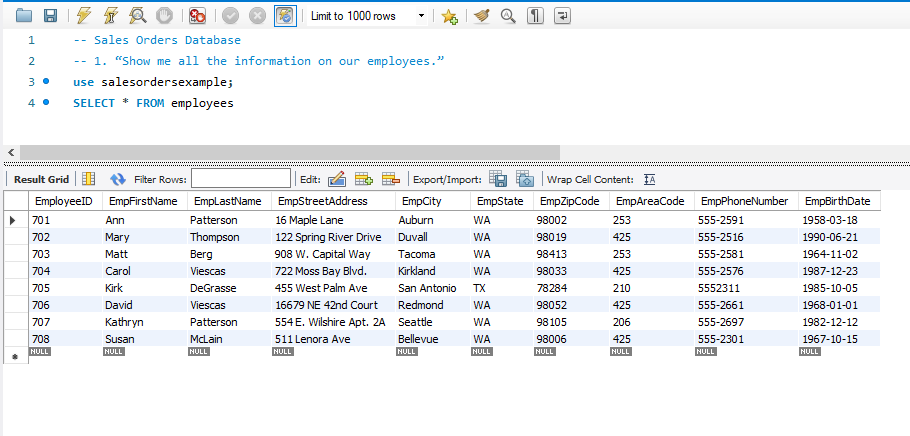 Limit to 1000 rows
1 -- Sales Orders Database
2 -- 1. “Show me all the information on our employees.”
3 use salesordersexample;
4 SELECT * FROM employees
Result Grid Filter Rows: Edit: Export/Import: Wrap Cell Content: IA
EmployeeID EmpFirstName EmpLastName EmpStreetAddress EmpCity EmpState EmpZipCode EmpAreaCode EmpPhoneNumber EmpBirthDate
701 Ann Patterson 16 Maple Lane Auburn WA 98002 253 555-2591 1958-03-18
702 Mary Thompson 122 Spring River Drive Duvall WA 98019 425 555-2516 1990-06-21
703 Matt Berg 908 W. Capital Way Tacoma WA 98413 253 555-2581 1964-11-02
704 Carol Viescas 722 Moss Bay Blvd. Kirkland WA 98033 425 555-2576 1987-12-23
705 Kirk DeGrasse 455 West Palm Ave San Antonio TX 78284 210 5552311 1985-10-05
706 David Viescas 16679 NE 42nd Court Redmond WA 98052 425 555-2661 1968-01-01
707 Kathryn Patterson 554 E. Wilshire Apt. 2A Seattle WA 98105 206 555-2697 1982-12-12
708 Susan McLain 511 Lenora Ave Bellevue WA 98006 425 555-2301 1967-10-15
NULL NULL NULL NULL NULL NULL NULL NULL NULL NULL